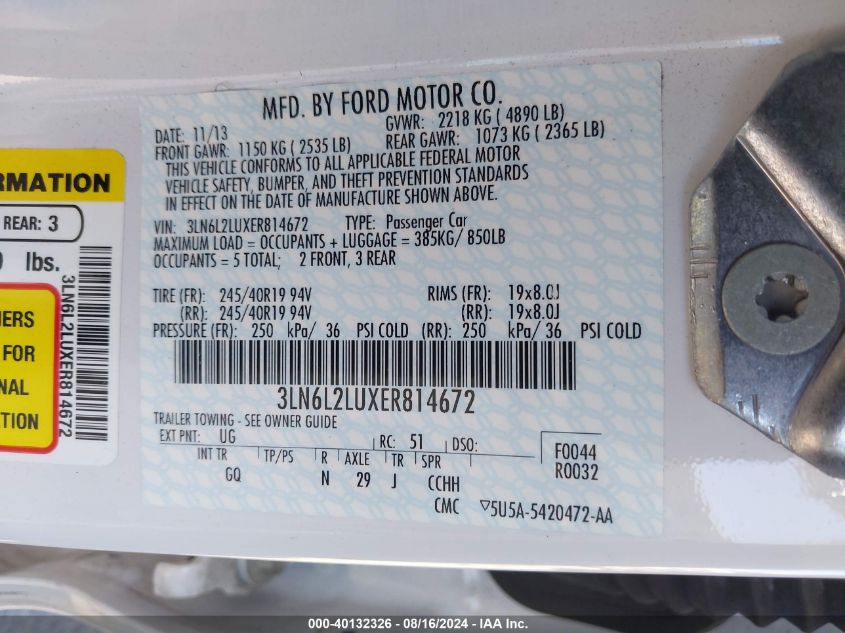 MFD. BY FORD MOTOR CO.
DATE: 11/13 GVWR: 2218 KG ( 4890 LB)
FRONT GAWR: 1150 KG ( 2535 LB) REAR GAWR: 1073 KG ( 2365 LB)
THIS VEHICLE CONFORMS TO ALL APPLICABLE FEDERAL MOTOR
VEHICLE SAFETY, BUMPER, AND THEFT PREVENTION STANDARDS
IN EFFECT ON THE DATE OF MANUFACTURE SHOWN ABOVE.
VIN: 3LN6L2LUXER814672 TYPE: Passenger Car
MAXIMUM LOAD = OCCUPANTS + LUGGAGE = 385KG/ 850LB
OCCUPANTS = 5 TOTAL; 2 FRONT, 3 REAR
TIRE (FR): 245/40R19 94V RIMS (FR): 19x8.0J
(RR): 245/40R19 94V (RR): 19x8.0J
PRESSURE (FR): 250 kPa/ 36 PSI COLD (RR): 250 kPa/ 36 PSI COLD
3LN6L2LUXER814672
TRAILER TOWING - SEE OWNER GUIDE
EXT PNT: UG RC: 51 DSO:
F0044
R0032
INT TR TP/PS R AXLE TR SPR
GQ N 29 J CCHH
CMC ▽5U5A-5420472-AA
RMATION
REAR: 3
lbs.
IERS
FOR
NAL
N
3LN6L2LUXER814672
000-40132326 - 08/16/2024 - IAA Inc.